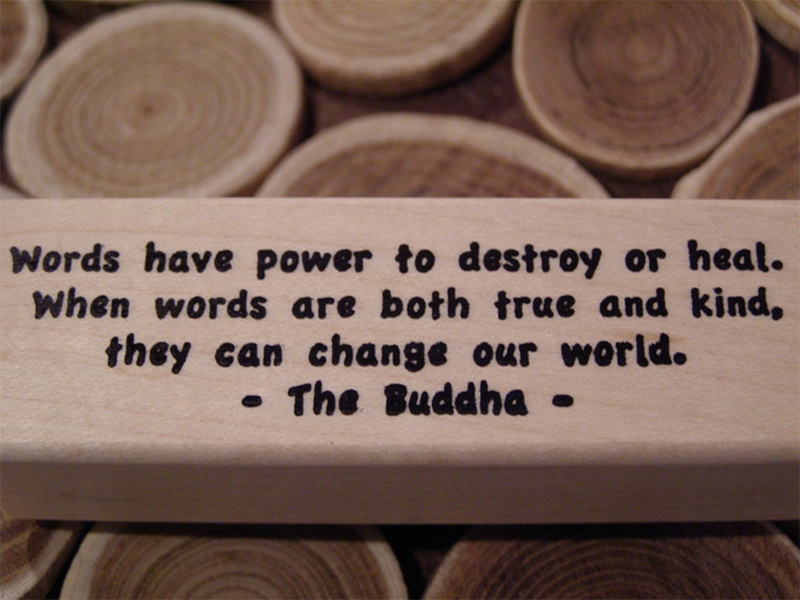 Words have power to destroy or heal.
When words are both true and kind,
they can change our world.
- The Buddha -